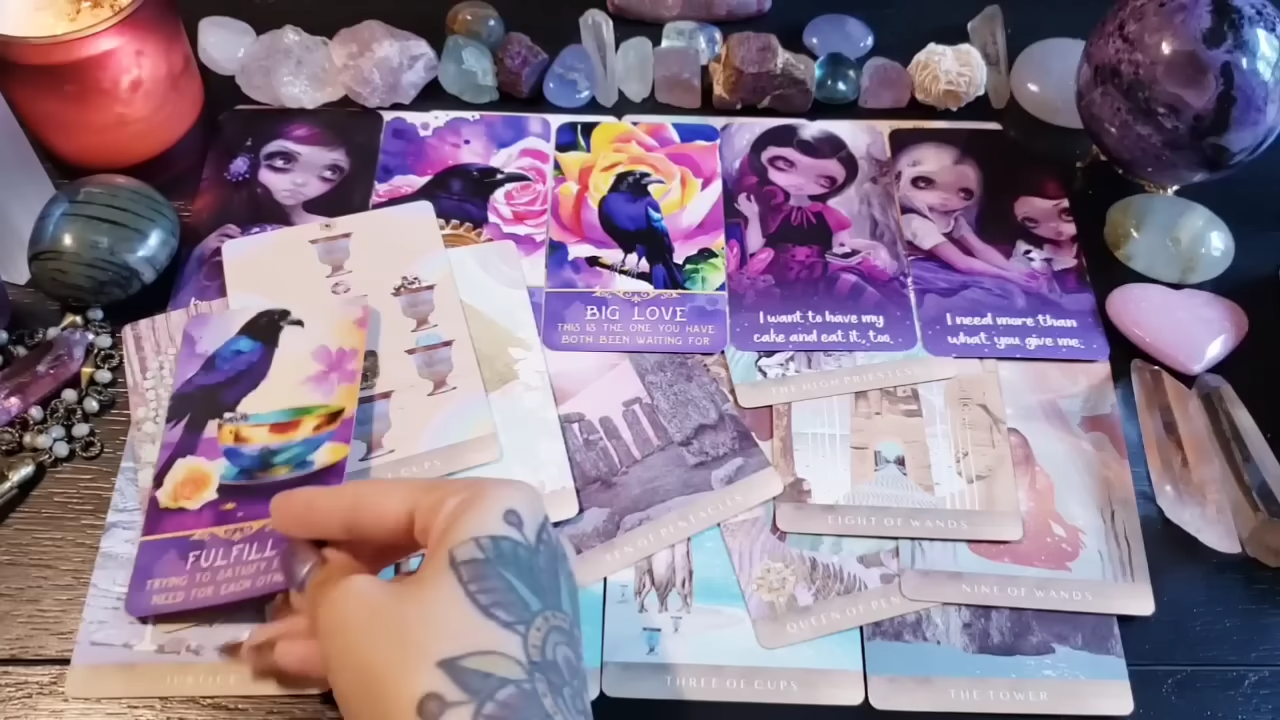 BIG LOVE
THIS IS THE ONE YOU HAVE
BOTH BEEN WAITING FOR
I want to have my
cake and eat it, too.
I need more than
what you give me.
THE HIGH PRIESTESS
CUPS
TEN OF PENTACLES
EIGHT OF WANDS
FULFILL
TRYING TO SATISFY
NEED FOR EACH
QUEEN OF PEN
NINE OF WANDS
JUSTICE
THREE OF CUPS
THE TOWER